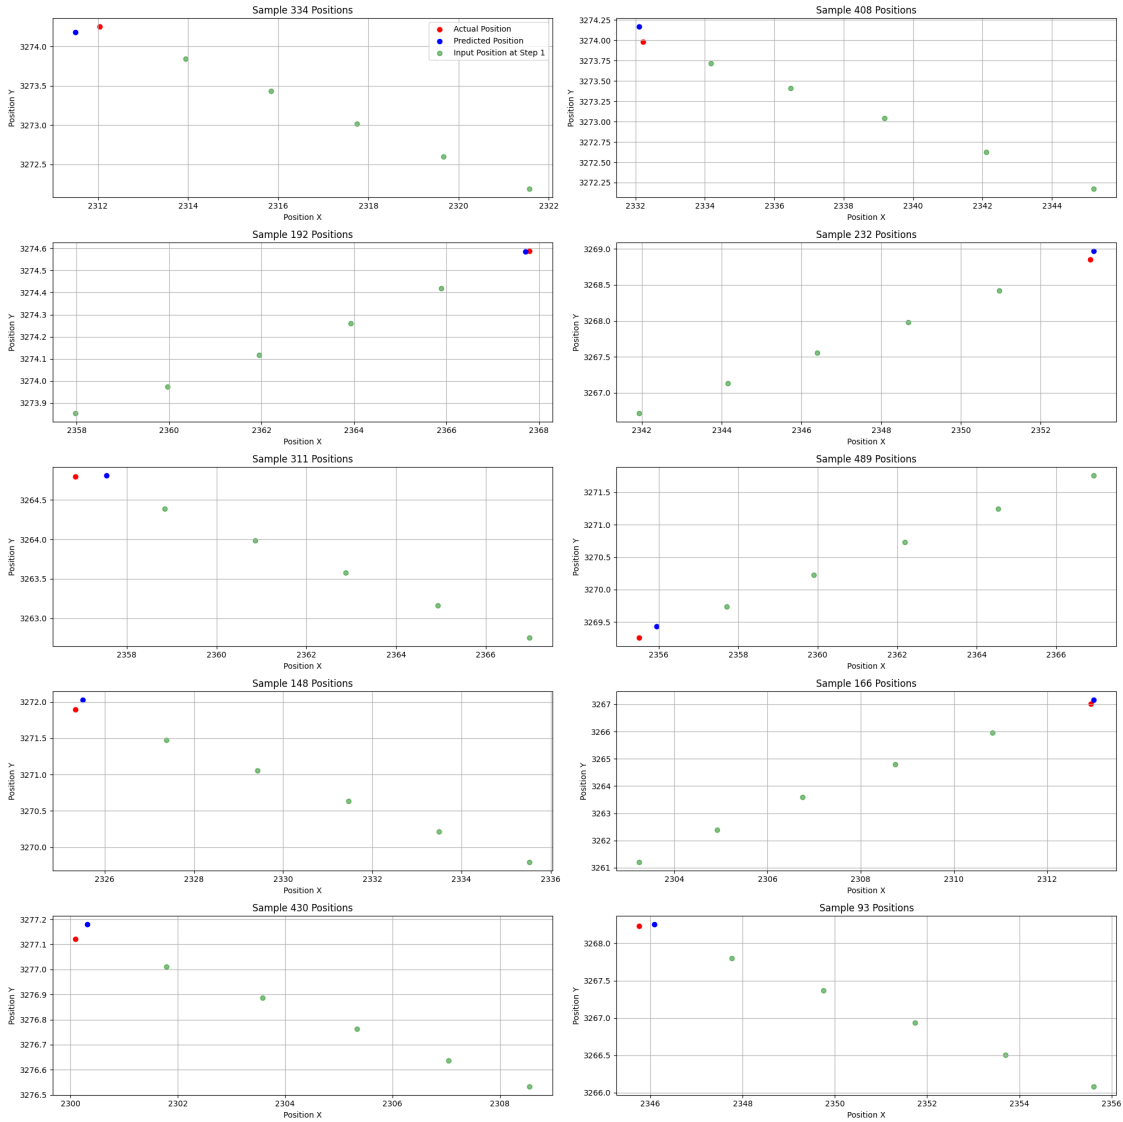 Sample 334 Positions
Position Y
3274.0
3273.5
3273.0
3272.5
Actual Position
Predicted Position
Input Position at Step 1
2312 2314 2316 2318 2320 2322
Position X
Sample 408 Positions
Position Y
3274.25
3274.00
3273.75
3273.50
3273.25
3273.00
3272.75
3272.50
3272.25
2332 2334 2336 2338 2340 2342 2344
Position X
Sample 192 Positions
Position Y
3274.6
3274.5
3274.4
3274.3
3274.2
3274.1
3274.0
3273.9
2358 2360 2362 2364 2366 2368
Position X
Sample 232 Positions
Position Y
3269.0
3268.5
3268.0
3267.5
3267.0
2342 2344 2346 2348 2350 2352
Position X
Sample 311 Positions
Position Y
3264.5
3264.0
3263.5
3263.0
2358 2360 2362 2364 2366
Position X
Sample 489 Positions
Position Y
3271.5
3271.0
3270.5
3270.0
3269.5
2356 2358 2360 2362 2364 2366
Position X
Sample 148 Positions
Position Y
3272.0
3271.5
3271.0
3270.5
3270.0
2326 2328 2330 2332 2334 2336
Position X
Sample 166 Positions
Position Y
3267
3266
3265
3264
3263
3262
3261
2304 2306 2308 2310 2312
Position X
Sample 430 Positions
Position Y
3277.2
3277.1
3277.0
3276.9
3276.8
3276.7
3276.6
3276.5
2300 2302 2304 2306 2308
Position X
Sample 93 Positions
Position Y
3268.0
3267.5
3267.0
3266.5
3266.0
2346 2348 2350 2352 2354 2356
Position X